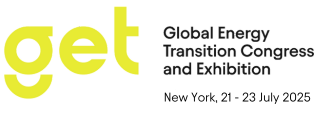 get
Global Energy
Transition Congress
and Exhibition
New York, 21 - 23 July 2025